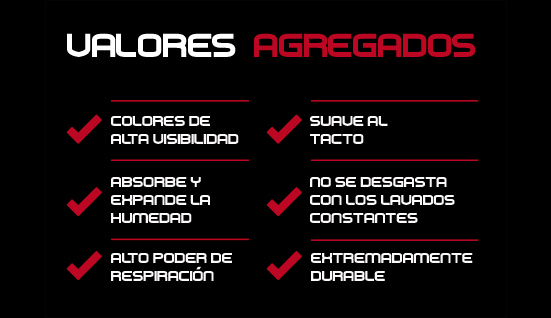 VALORES AGREGADOS
COLORES DE
ALTA VISIBILIDAD
SUAVE AL
TACTO
ABSORBE Y
EXPANDE LA
HUMEDAD
NO SE DESGASTA
CON LOS LAVADOS
CONSTANTES
ALTO PODER DE
RESPIRACIÓN
EXTREMADAMENTE
DURABLE